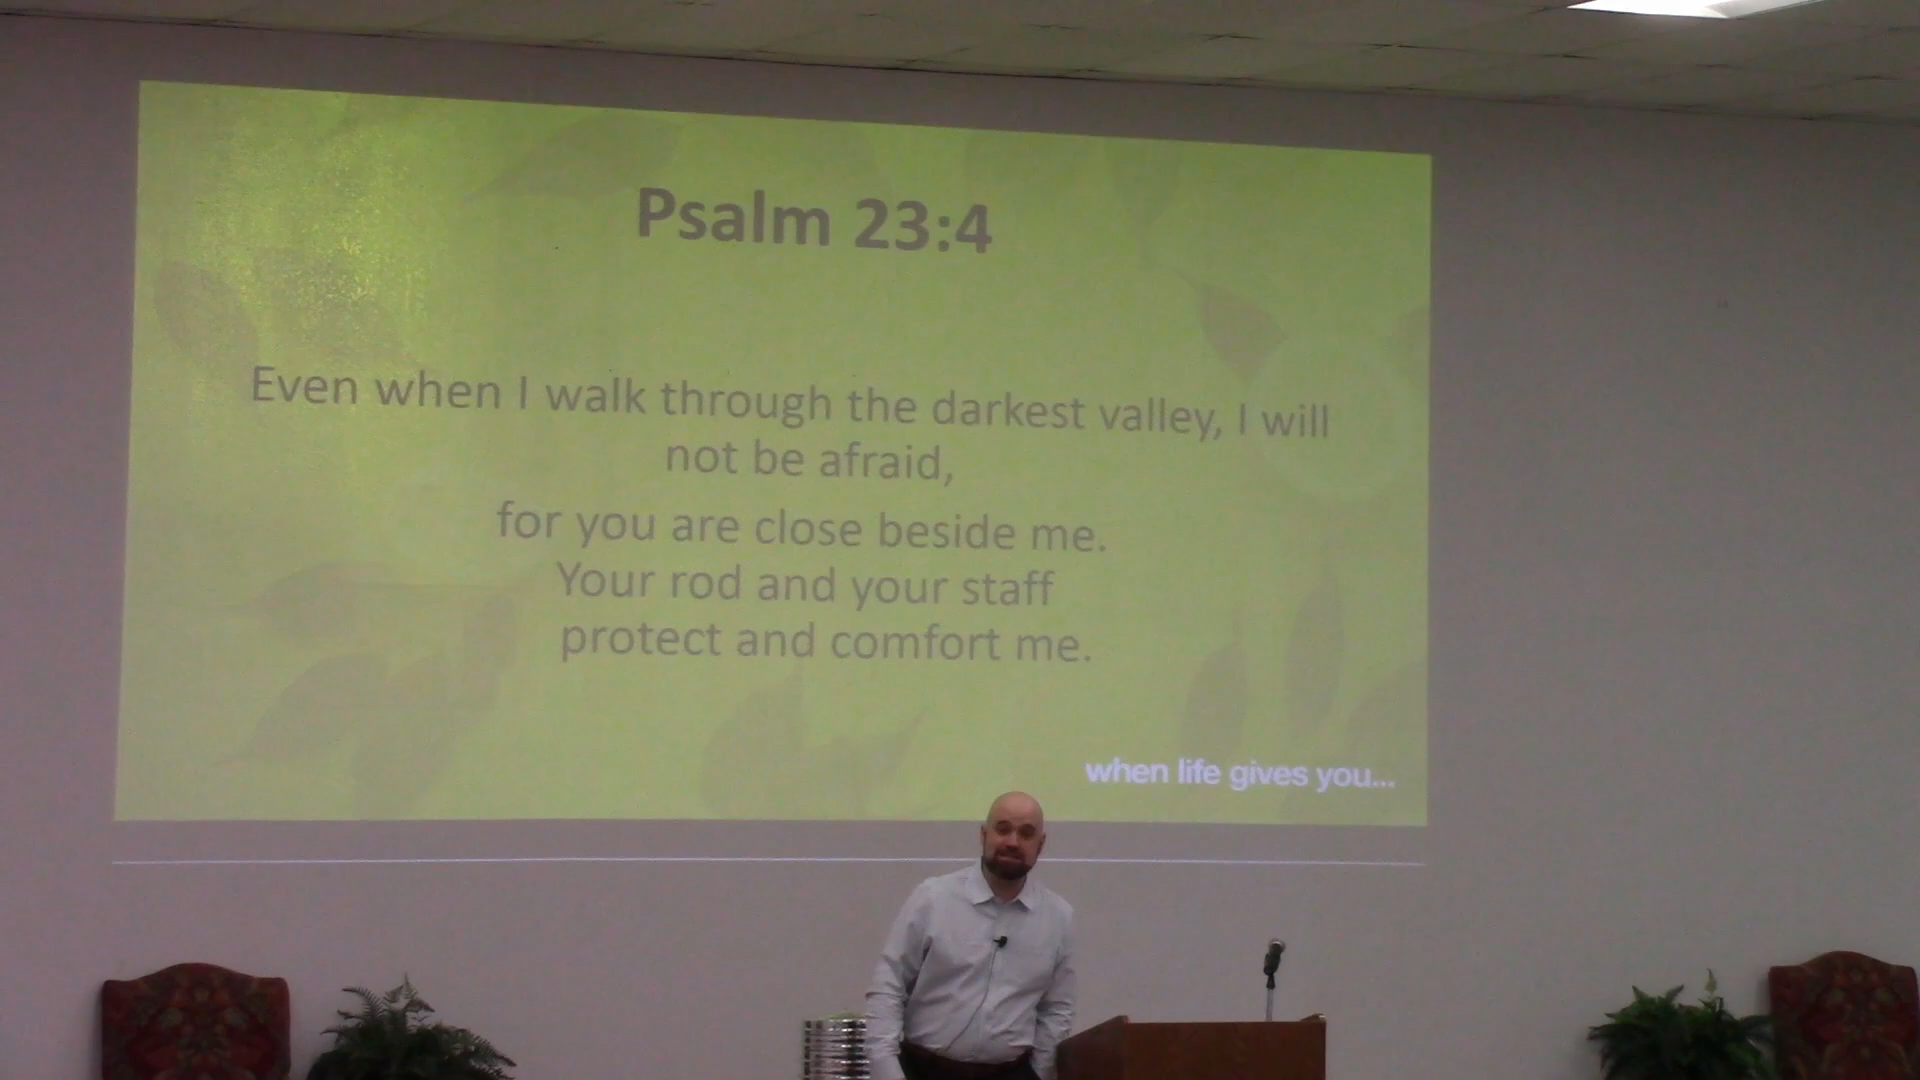 Psalm 23:4
Even when I walk through the darkest valley, I will
not be afraid,
for you are close beside me.
Your rod and your staff
protect and comfort me.
when life gives you...